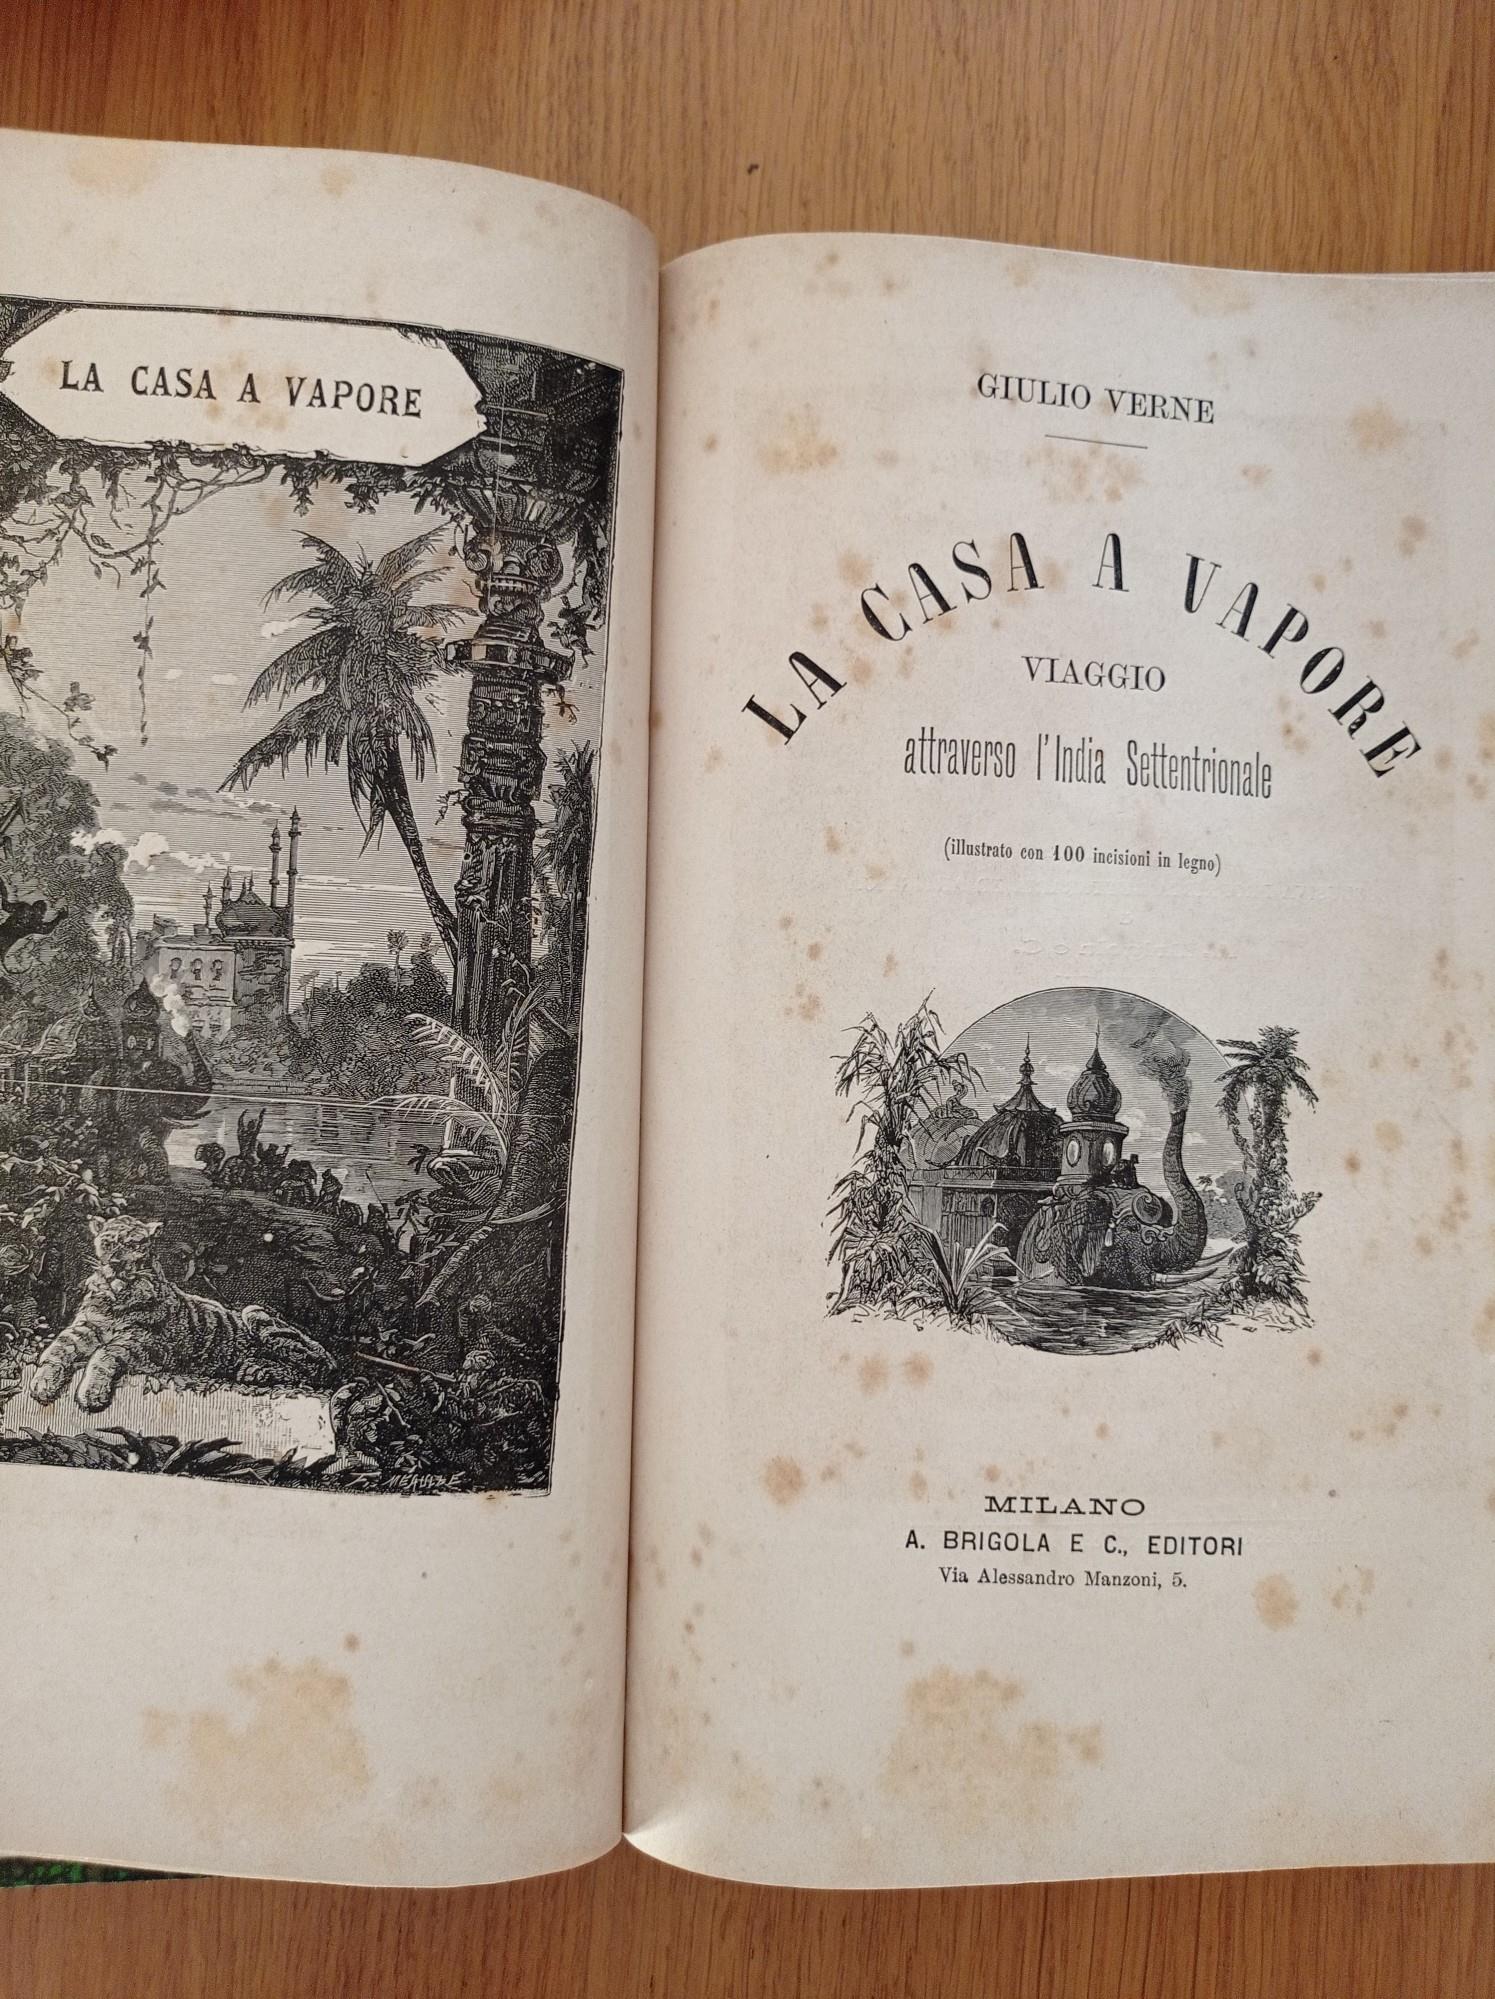 LA CASA A VAPORE
GIULIO VERNE
LA CASA A VAPORE
VIAGGIO
attraverso l'India Settentrionale
(illustrato con 100 incisioni in legno)
MILANO
A. BRIGOLA E C., EDITORI
Via Alessandro Manzoni, 5.